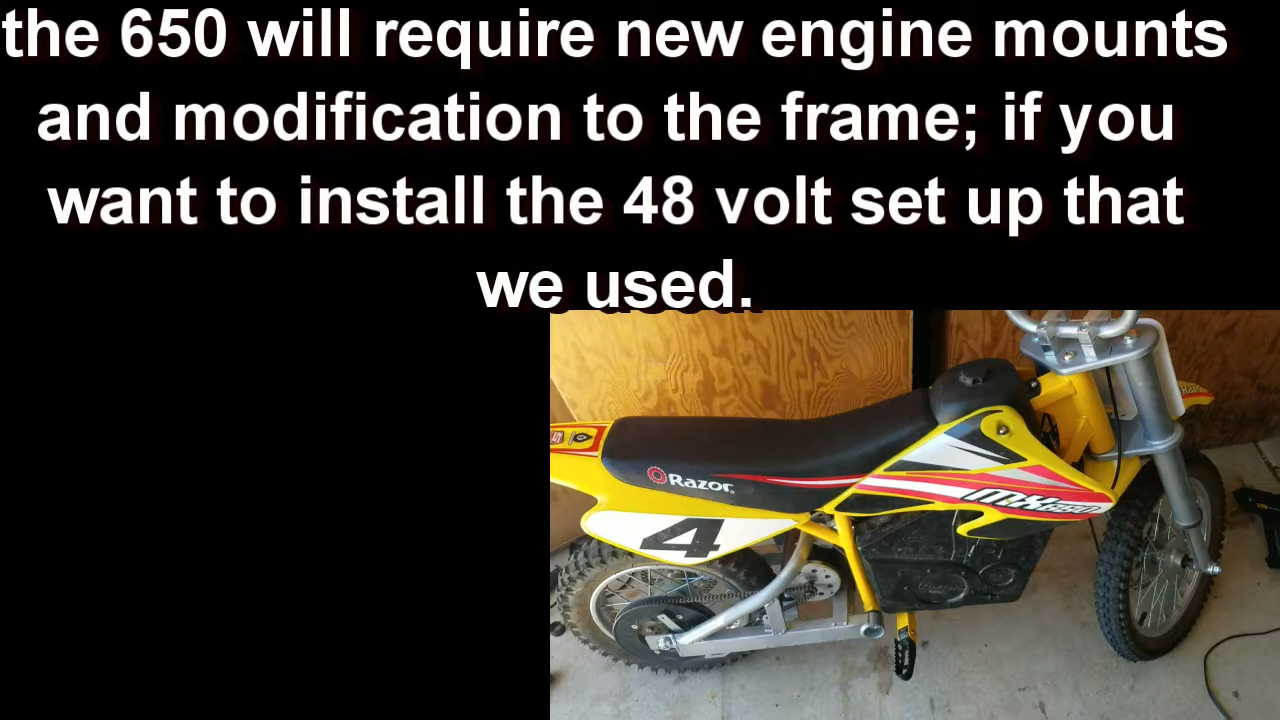 the 650 will require new engine mounts
and modification to the frame; if you
want to install the 48 volt set up that
we used.
Razor
MX650
4